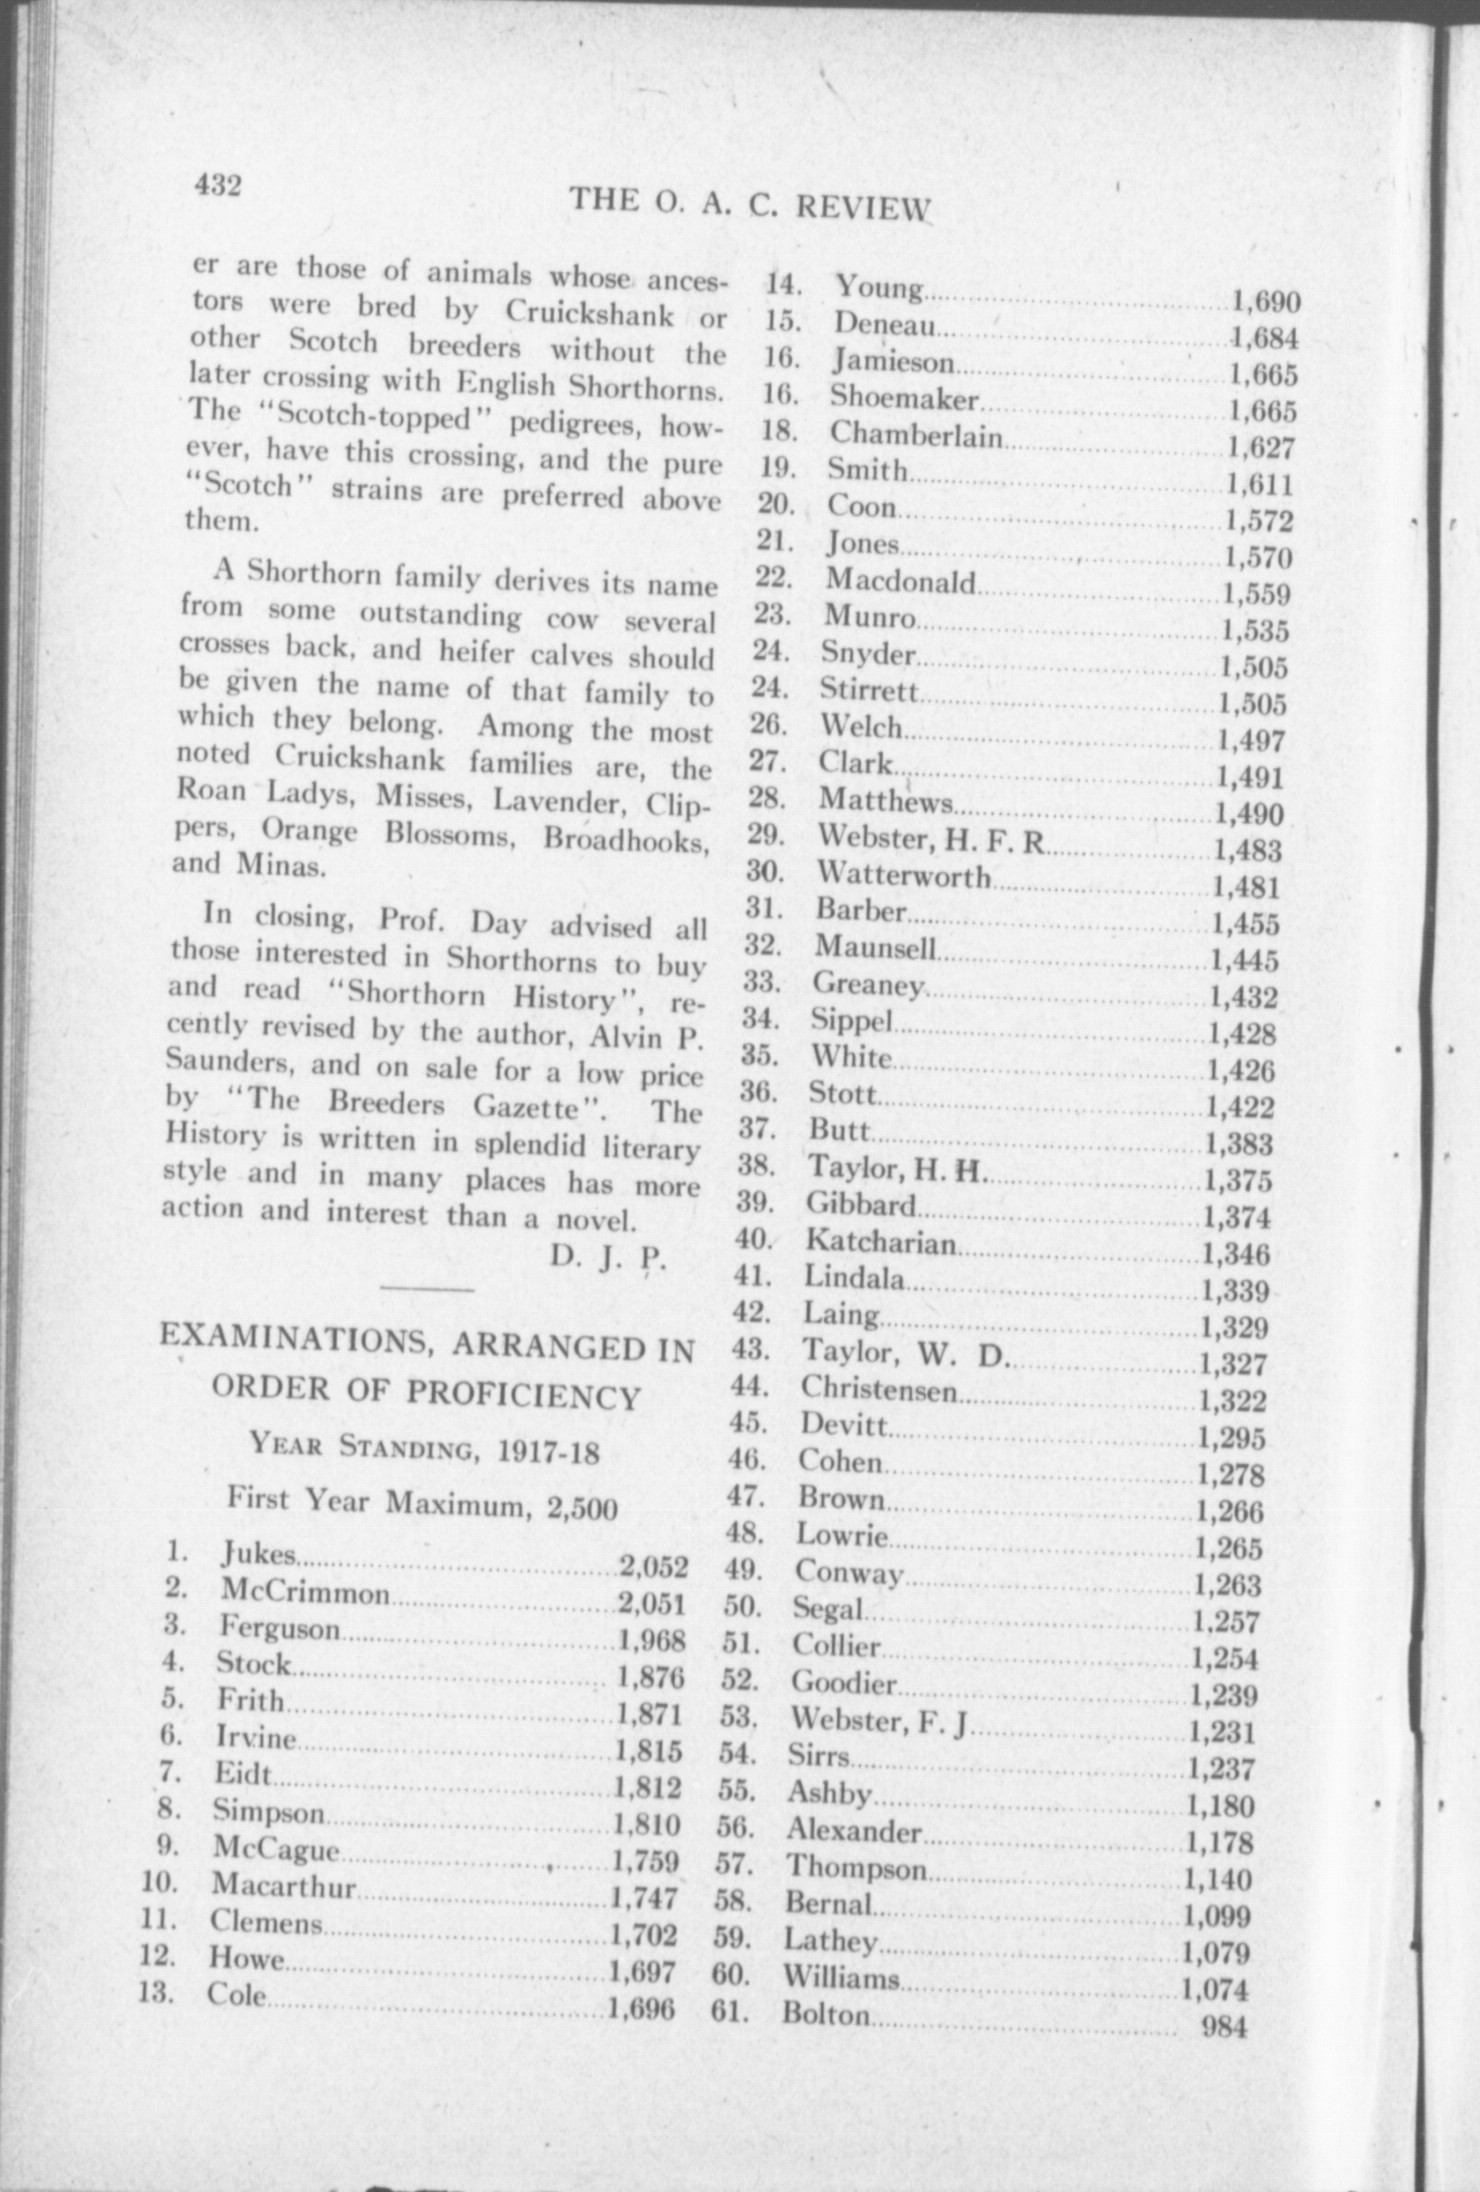 432
THE O. A. C. REVIEW
er are those of animals whose ances-
tors were bred by Cruickshank or
other Scotch breeders without the
later crossing with English Shorthorns.
The "Scotch-topped" pedigrees, how-
ever, have this crossing, and the pure
"Scotch" strains are preferred above
them.
A Shorthorn family derives its name
from some outstanding cow several
crosses back, and heifer calves should
be given the name of that family to
which they belong. Among the most
noted Cruickshank families are, the
Roan Ladys, Misses, Lavender, Clip-
pers, Orange Blossoms, Broadhooks,
and Minas.
In closing, Prof. Day advised all
those interested in Shorthorns to buy
and read "Shorthorn History", re-
cently revised by the author, Alvin P.
Saunders, and on sale for a low price
by "The Breeders Gazette". The
History is written in splendid literary
style and in many places has more
action and interest than a novel.
D. J. P.
EXAMINATIONS, ARRANGED IN
ORDER OF PROFICIENCY
YEAR STANDING, 1917-18
First Year Maximum, 2,500
1. Jukes 2,052
2. McCrimmon 2,051
3. Ferguson 1,968
4. Stock 1,876
5. Frith 1,871
6. Irvine 1,815
7. Eidt 1,812
8. Simpson 1,810
9. McCague 1,759
10. Macarthur 1,747
11. Clemens 1,702
12. Howe 1,697
13. Cole 1,696
14. Young 1,690
15. Deneau 1,684
16. Jamieson 1,665
16. Shoemaker 1,665
18. Chamberlain 1,627
19. Smith 1,611
20. Coon 1,572
21. Jones 1,570
22. Macdonald 1,559
23. Munro 1,535
24. Snyder 1,505
24. Stirrett 1,505
26. Welch 1,497
27. Clark 1,491
28. Matthews 1,490
29. Webster, H. F. R. 1,483
30. Watterworth 1,481
31. Barber 1,455
32. Maunsell 1,445
33. Greaney 1,432
34. Sippel 1,428
35. White 1,426
36. Stott 1,422
37. Butt 1,383
38. Taylor, H. H. 1,375
39. Gibbard 1,374
40. Katcharian 1,346
41. Lindala 1,339
42. Laing 1,329
43. Taylor, W. D. 1,327
44. Christensen 1,322
45. Devitt 1,295
46. Cohen 1,278
47. Brown 1,266
48. Lowrie 1,265
49. Conway 1,263
50. Segal 1,257
51. Collier 1,254
52. Goodier 1,239
53. Webster, F. J. 1,231
54. Sirrs 1,237
55. Ashby 1,180
56. Alexander 1,178
57. Thompson 1,140
58. Bernal 1,099
59. Lathey 1,079
60. Williams 1,074
61. Bolton 984